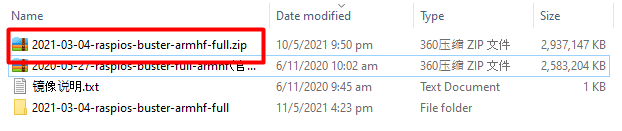 Name Date modified Type Size
2021-03-04-raspios-buster-armhf-full.zip 10/5/2021 9:50 pm 360压缩 ZIP 文件 2,937,147 KB
2020-05-27-raspios-buster-full-armhf(官... 6/11/2020 10:02 am 360压缩 ZIP 文件 2,583,204 KB
镜像说明.txt 6/11/2020 9:45 am Text Document 1 KB
2021-03-04-raspios-buster-armhf-full 11/5/2021 4:23 pm File folder